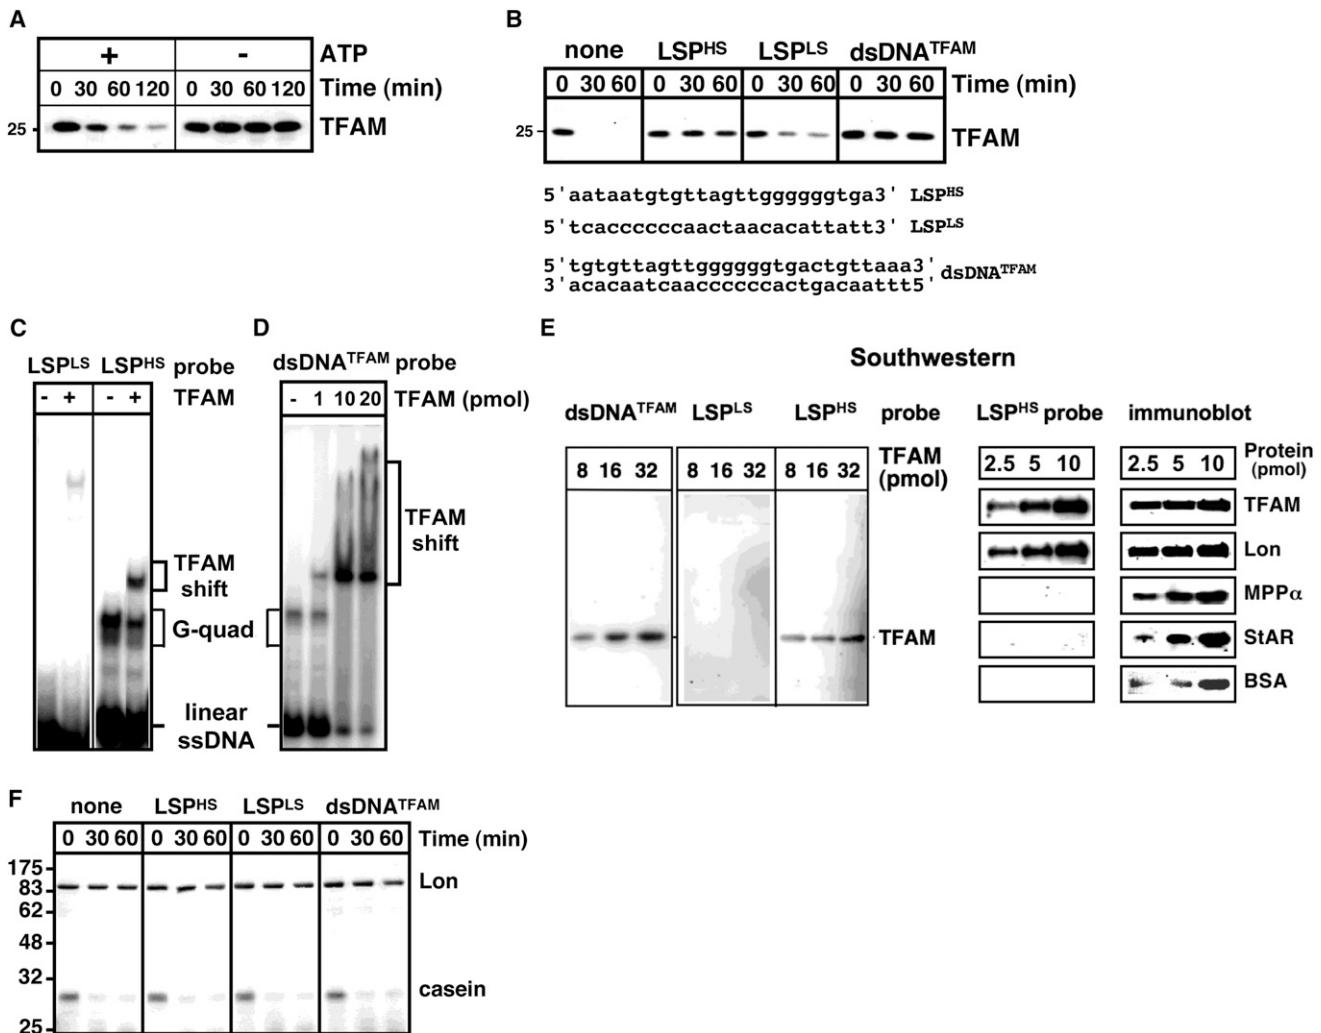 A
+ - ATP
0 30 60 120 0 30 60 120 Time (min)
25 TFAM
B
none LSPHS LSPLS dsDNATFAM
0 30 60 0 30 60 0 30 60 0 30 60 Time (min)
25 TFAM
5'aataatgtgttagttggggggtga3' LSPHS
5'tcaccccccaactaacacattatt3' LSPLS
5'tgtgttagttggggggtgactgttaaa3'
3'acacaatcaaccccccactgacaattt5'
dsDNATFAM
C
LSPLS LSPHS probe
- + - + TFAM
TFAM
shift
G-quad
linear
ssDNA
D
dsDNATFAM probe
- 1 10 20 TFAM (pmol)
TFAM
shift
E
Southwestern
dsDNATFAM LSPLS LSPHS probe
8 16 32 8 16 32 8 16 32 TFAM
(pmol)
TFAM
LSPHS probe immunoblot
2.5 5 10 2.5 5 10 Protein
(pmol)
TFAM
Lon
MPPα
StAR
BSA
F
none LSPHS LSPLS dsDNATFAM
0 30 60 0 30 60 0 30 60 0 30 60 Time (min)
175
83 Lon
62
48
32
casein
25